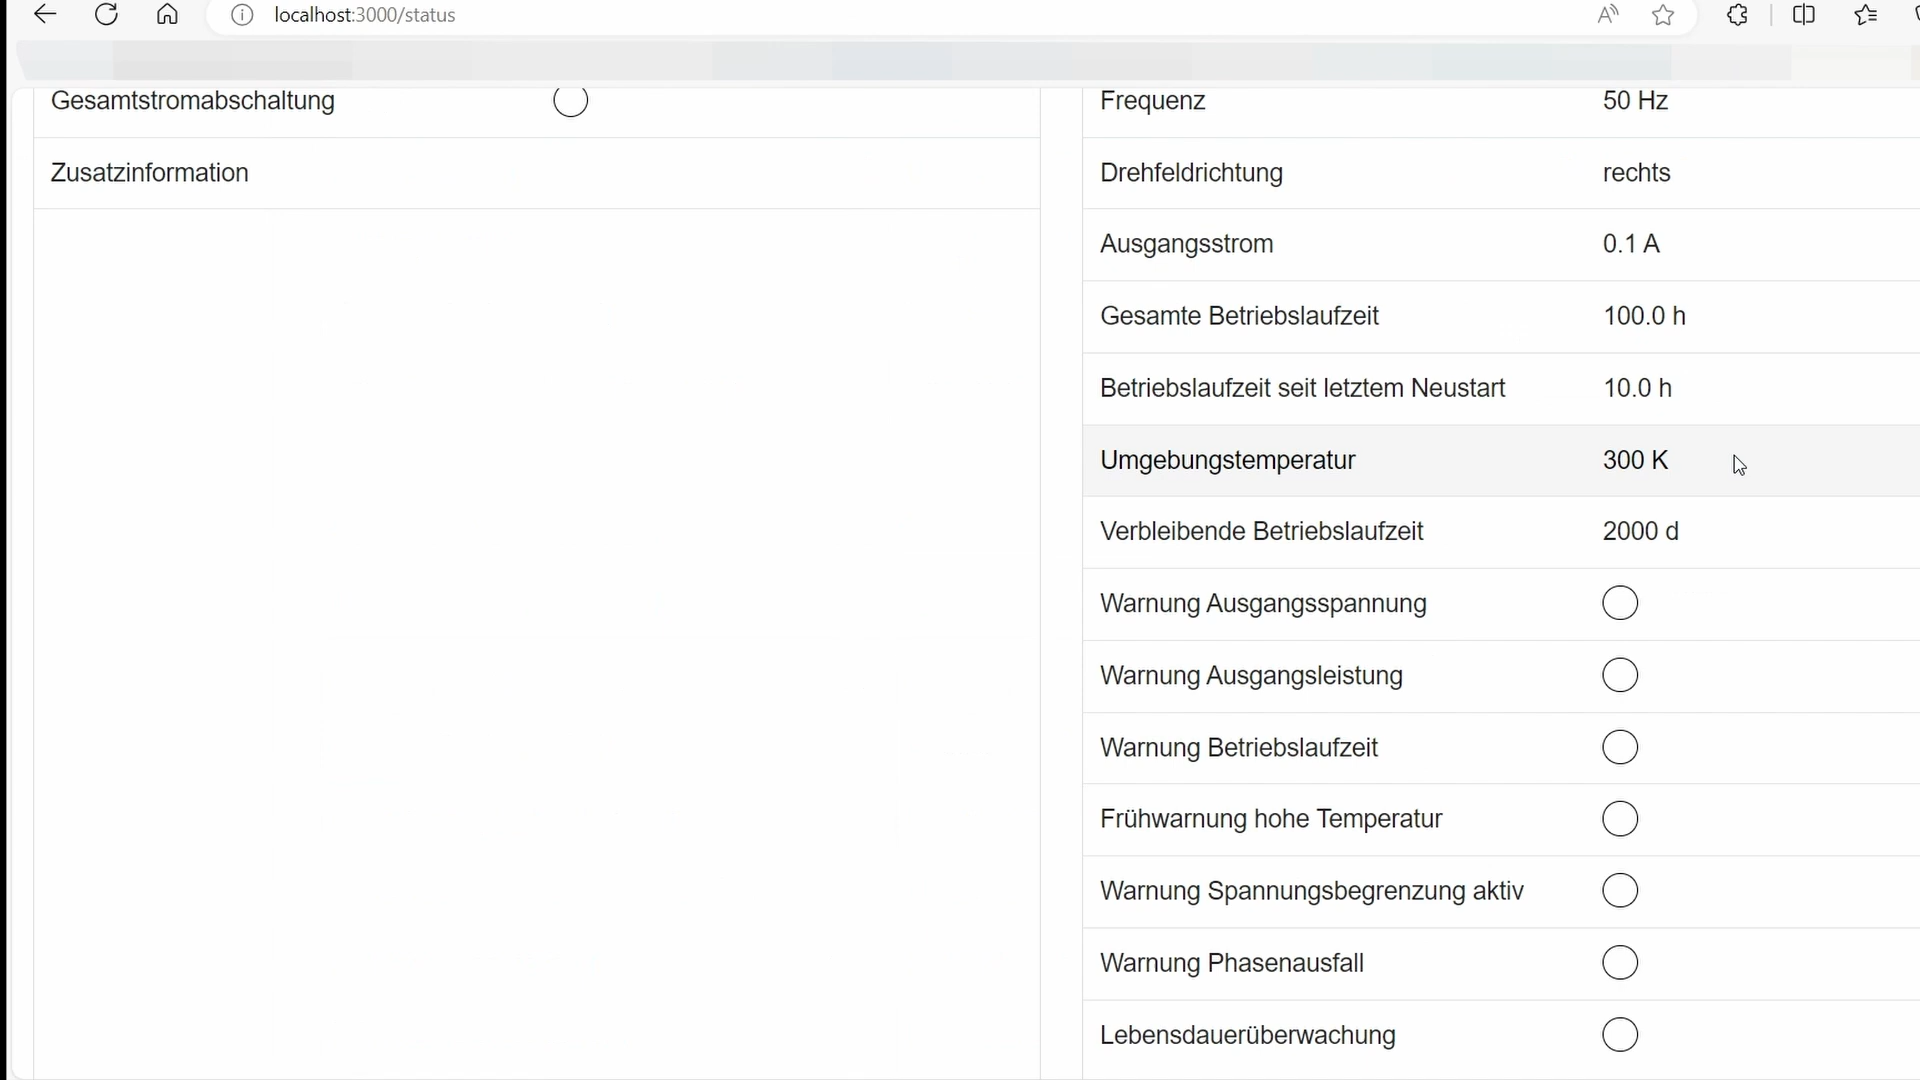 localhost:3000/status
Gesamtstromabschaltung
Zusatzinformation
Frequenz 50 Hz
Drehfeldrichtung rechts
Ausgangsstrom 0.1 A
Gesamte Betriebslaufzeit 100.0 h
Betriebslaufzeit seit letztem Neustart 10.0 h
Umgebungstemperatur 300 K
Verbleibende Betriebslaufzeit 2000 d
Warnung Ausgangsspannung
Warnung Ausgangsleistung
Warnung Betriebslaufzeit
Frühwarnung hohe Temperatur
Warnung Spannungsbegrenzung aktiv
Warnung Phasenausfall
Lebensdauerüberwachung